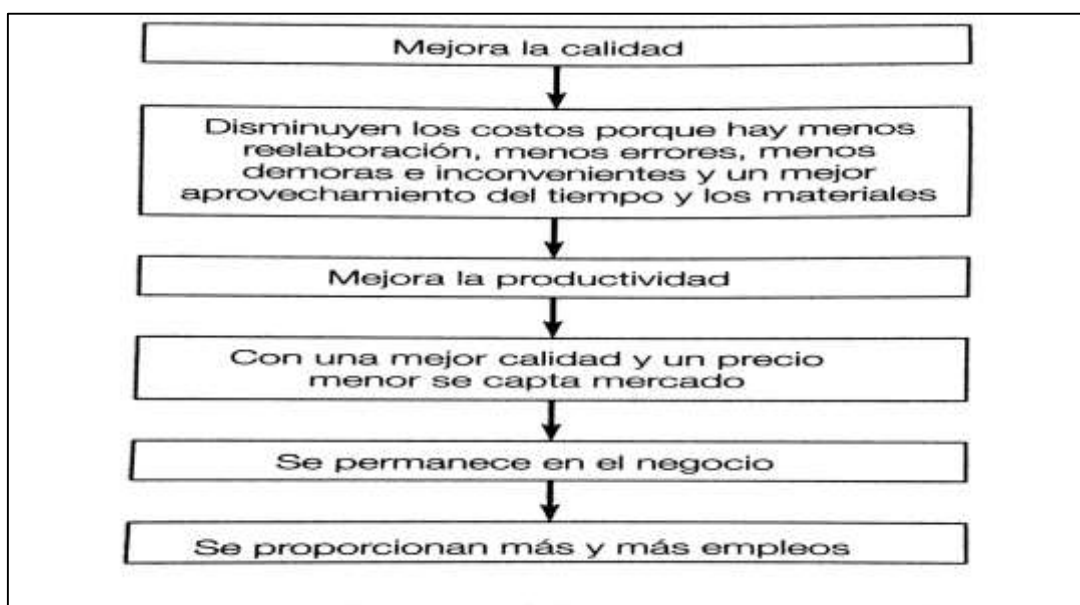 Mejora la calidad
Disminuyen los costos porque hay menos
reelaboración, menos errores, menos
demoras e inconvenientes y un mejor
aprovechamiento del tiempo y los materiales
Mejora la productividad
Con una mejor calidad y un precio
menor se capta mercado
Se permanece en el negocio
Se proporcionan más y más empleos